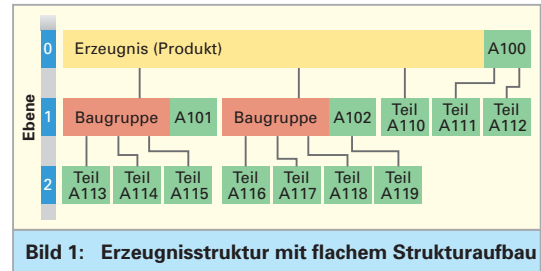 Ebene
0
Erzeugnis (Produkt)
A100
1
Baugruppe
A101
Baugruppe
A102
Teil
A110
Teil
A111
Teil
A112
2
Teil
A113
Teil
A114
Teil
A115
Teil
A116
Teil
A117
Teil
A118
Teil
A119
Bild 1: Erzeugnisstruktur mit flachem Strukturaufbau